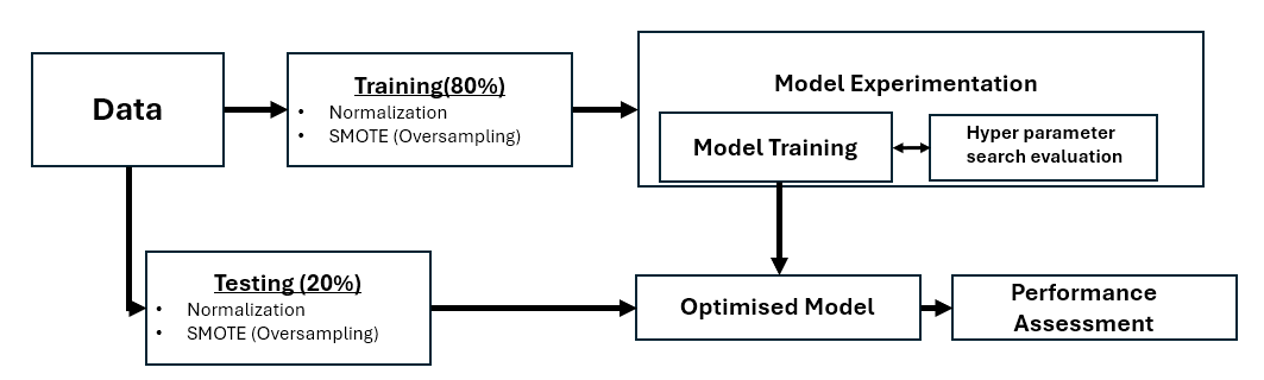 Data
Training(80%)
• Normalization
• SMOTE (Oversampling)
Model Experimentation
Model Training
Hyper parameter
search evaluation
Testing (20%)
• Normalization
• SMOTE (Oversampling)
Optimised Model
Performance
Assessment